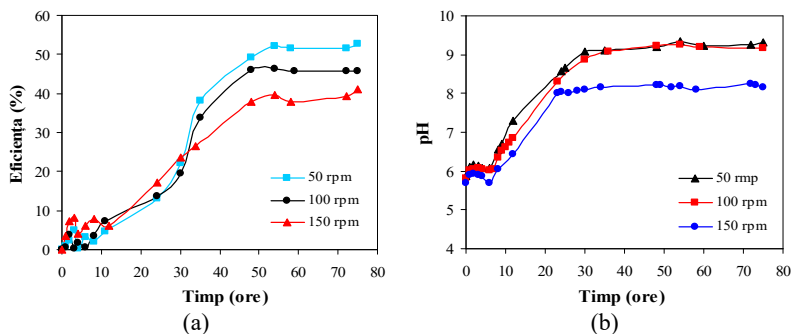 60
50
40
30
20
10
0
0 10 20 30 40 50 60 70 80
Eficiența (%)
Timp (ore)
50 rpm
100 rpm
150 rpm
(a)
10
9
8
7
6
5
4
0 10 20 30 40 50 60 70 80
pH
Timp (ore)
50 rmp
100 rpm
150 rpm
(b)